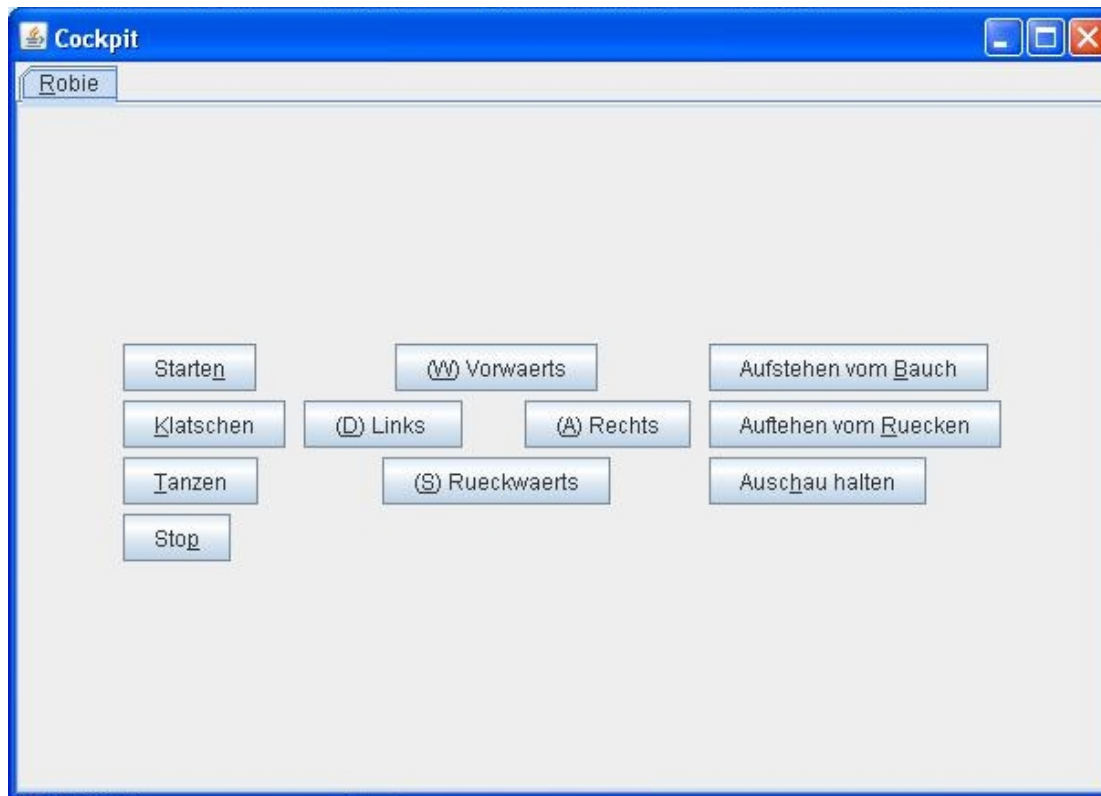 Cockpit
Robie
Starten (W) Vorwaerts Aufstehen vom Bauch
Klatschen (D) Links (A) Rechts Auftehen vom Ruecken
Tanzen (S) Rueckwaerts Auschau halten
Stop